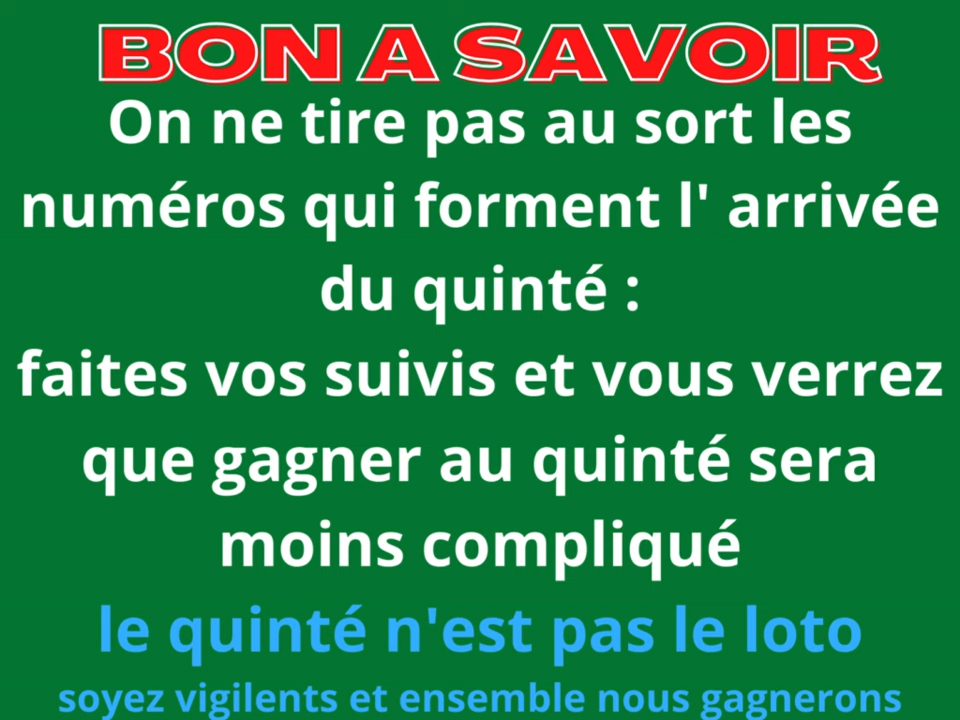 BON A SAVOIR
On ne tire pas au sort les
numéros qui forment l' arrivée
du quinté :
faites vos suivis et vous verrez
que gagner au quinté sera
moins compliqué
le quinté n'est pas le loto
soyez vigilents et ensemble nous gagnerons